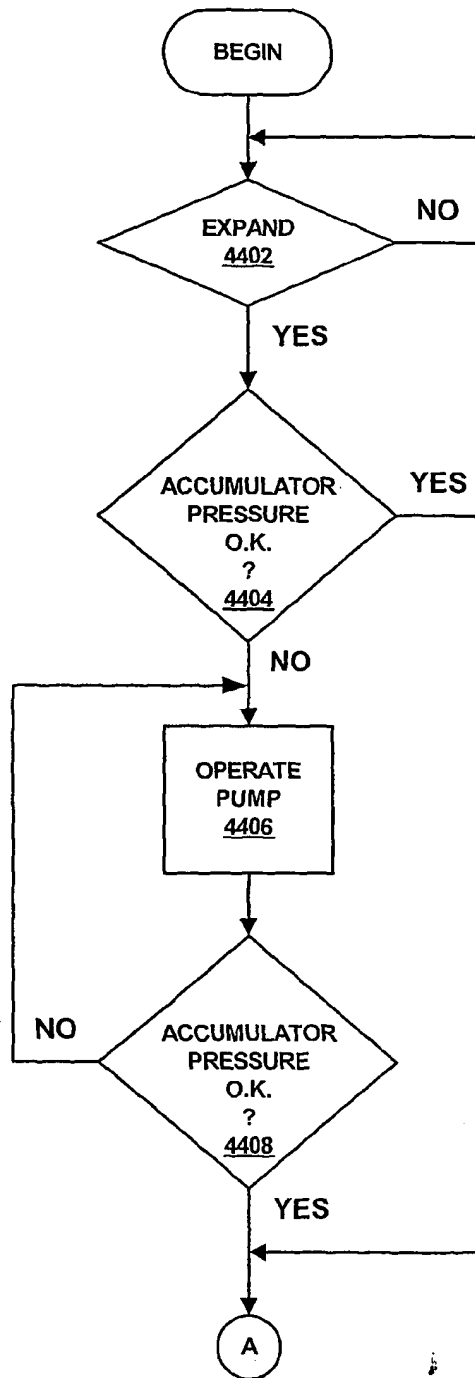 BEGIN
EXPAND
4402
NO
YES
ACCUMULATOR
PRESSURE
O.K.
?
4404
YES
NO
OPERATE
PUMP
4406
ACCUMULATOR
PRESSURE
O.K.
?
4408
NO
YES
A